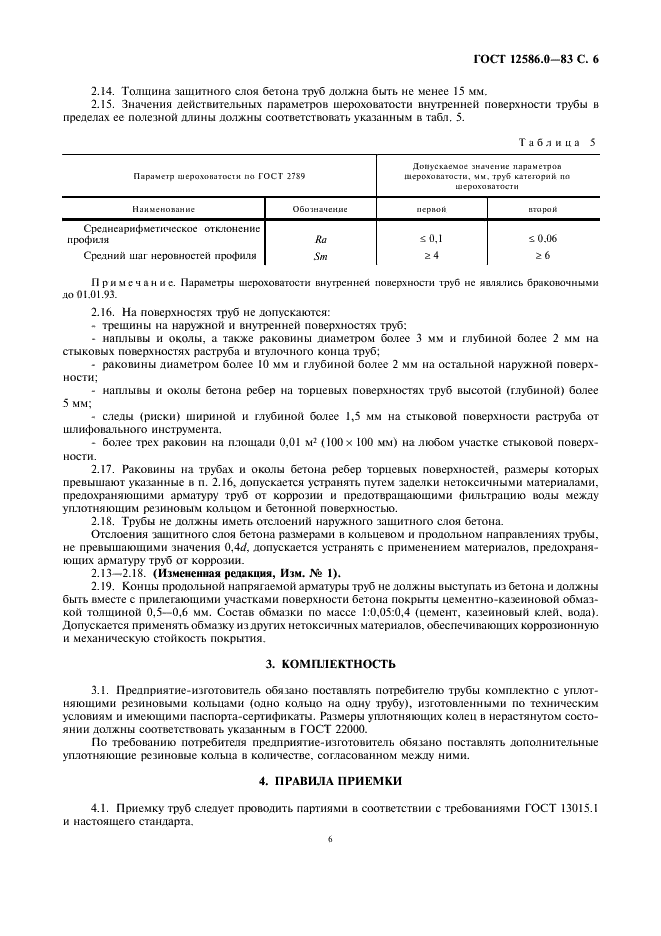 ГОСТ 12586.0—83 С. 6
2.14. Толщина защитного слоя бетона труб должна быть не менее 15 мм.
2.15. Значения действительных параметров шероховатости внутренней поверхности трубы в
пределах ее полезной длины должны соответствовать указанным в табл. 5.
Таблица 5
Параметр шероховатости по ГОСТ 2789
Допускаемое значение параметров
шероховатости, мм, труб категорий по
шероховатости
Наименование Обозначение первой второй
Среднеарифметическое отклонение
профиля Ra ≤ 0,1 ≤ 0,06
Средний шаг неровностей профиля Sm ≥ 4 ≥ 6
Примечание. Параметры шероховатости внутренней поверхности труб не являлись браковочными
до 01.01.93.
2.16. На поверхностях труб не допускаются:
- трещины на наружной и внутренней поверхностях труб;
- наплывы и околы, а также раковины диаметром более 3 мм и глубиной более 2 мм на
стыковых поверхностях раструба и втулочного конца труб;
- раковины диаметром более 10 мм и глубиной более 2 мм на остальной наружной поверх-
ности;
- наплывы и околы бетона ребер на торцевых поверхностях труб высотой (глубиной) более
5 мм;
- следы (риски) шириной и глубиной более 1,5 мм на стыковой поверхности раструба от
шлифовального инструмента.
- более трех раковин на площади 0,01 м² (100 × 100 мм) на любом участке стыковой поверх-
ности.
2.17. Раковины на трубах и околы бетона ребер торцевых поверхностей, размеры которых
превышают указанные в п. 2.16, допускается устранять путем заделки нетоксичными материалами,
предохраняющими арматуру труб от коррозии и предотвращающими фильтрацию воды между
уплотняющим резиновым кольцом и бетонной поверхностью.
2.18. Трубы не должны иметь отслоений наружного защитного слоя бетона.
Отслоения защитного слоя бетона размерами в кольцевом и продольном направлениях трубы,
не превышающими значения 0,4d, допускается устранять с применением материалов, предохраня-
ющих арматуру труб от коррозии.
2.13—2.18. (Измененная редакция, Изм. № 1).
2.19. Концы продольной напрягаемой арматуры труб не должны выступать из бетона и должны
быть вместе с прилегающими участками поверхности бетона покрыты цементно-казеиновой обмаз-
кой толщиной 0,5—0,6 мм. Состав обмазки по массе 1:0,05:0,4 (цемент, казеиновый клей, вода).
Допускается применять обмазку из других нетоксичных материалов, обеспечивающих коррозионную
и механическую стойкость покрытия.
3. КОМПЛЕКТНОСТЬ
3.1. Предприятие-изготовитель обязано поставлять потребителю трубы комплектно с уплот-
няющими резиновыми кольцами (одно кольцо на одну трубу), изготовленными по техническим
условиям и имеющими паспорта-сертификаты. Размеры уплотняющих колец в нерастянутом состо-
янии должны соответствовать указанным в ГОСТ 22000.
По требованию потребителя предприятие-изготовитель обязано поставлять дополнительные
уплотняющие резиновые кольца в количестве, согласованном между ними.
4. ПРАВИЛА ПРИЕМКИ
4.1. Приемку труб следует проводить партиями в соответствии с требованиями ГОСТ 13015.1
и настоящего стандарта.
6